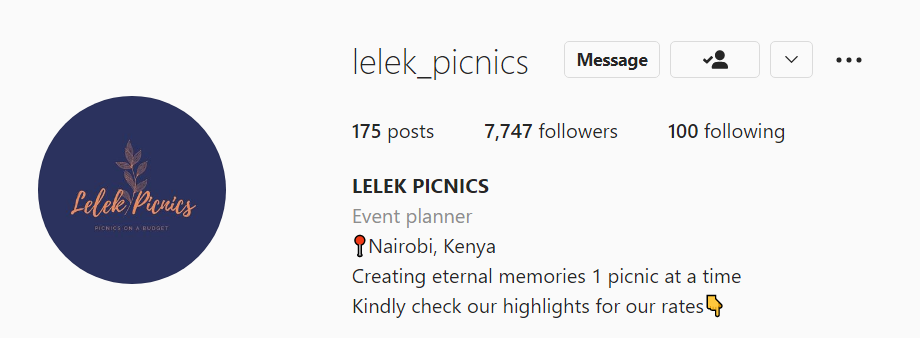 lelek_picnics Message
175 posts 7,747 followers 100 following
Lelek Picnics
PICNICS ON A BUDGET
LELEK PICNICS
Event planner
📍Nairobi, Kenya
Creating eternal memories 1 picnic at a time
Kindly check our highlights for our rates👇